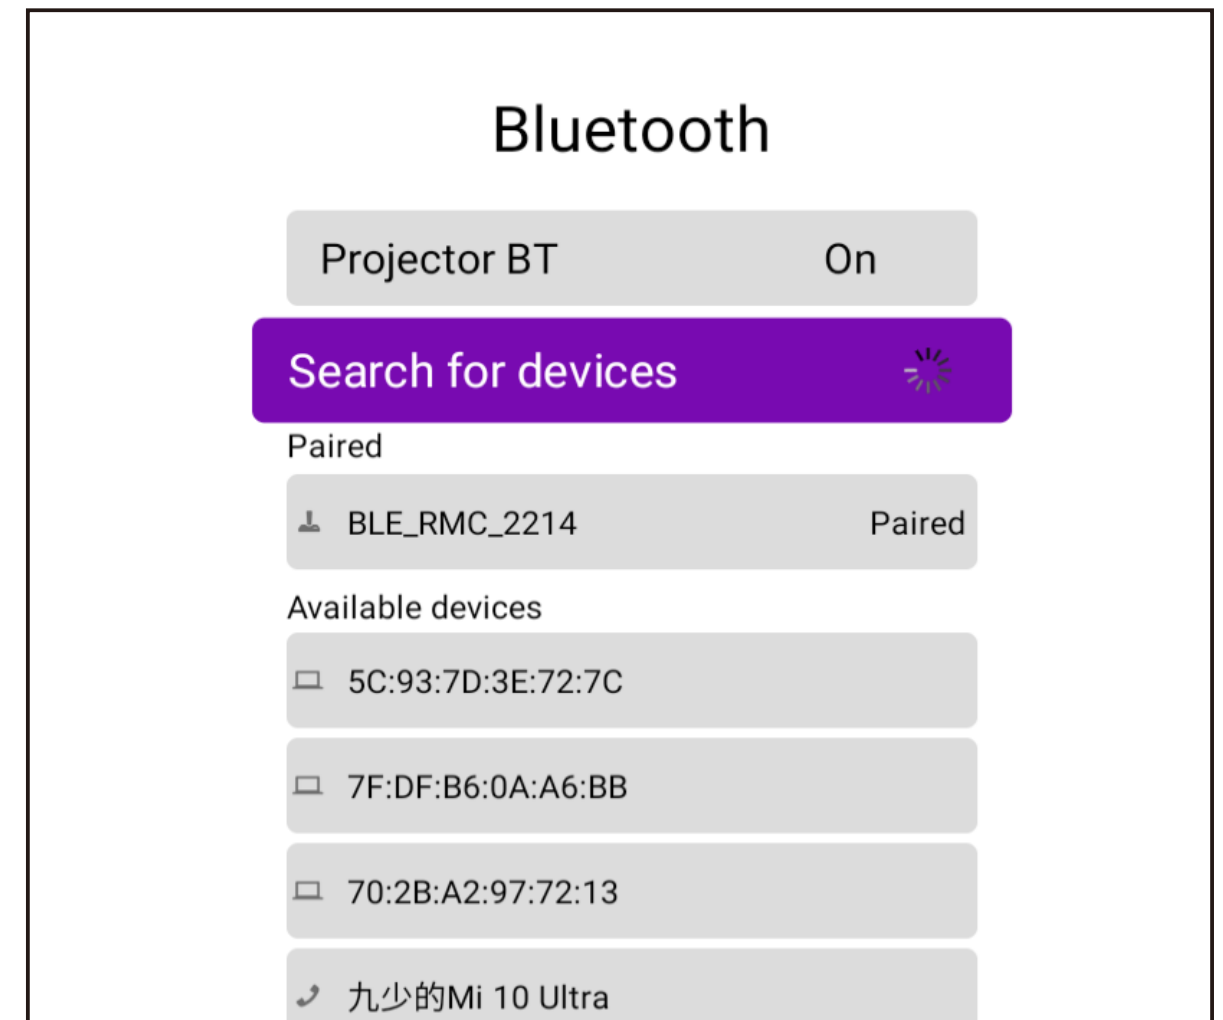 Bluetooth
Projector BT On
Search for devices
Paired
BLE_RMC_2214 Paired
Available devices
5C:93:7D:3E:72:7C
7F:DF:B6:0A:A6:BB
70:2B:A2:97:72:13
九少的Mi 10 Ultra